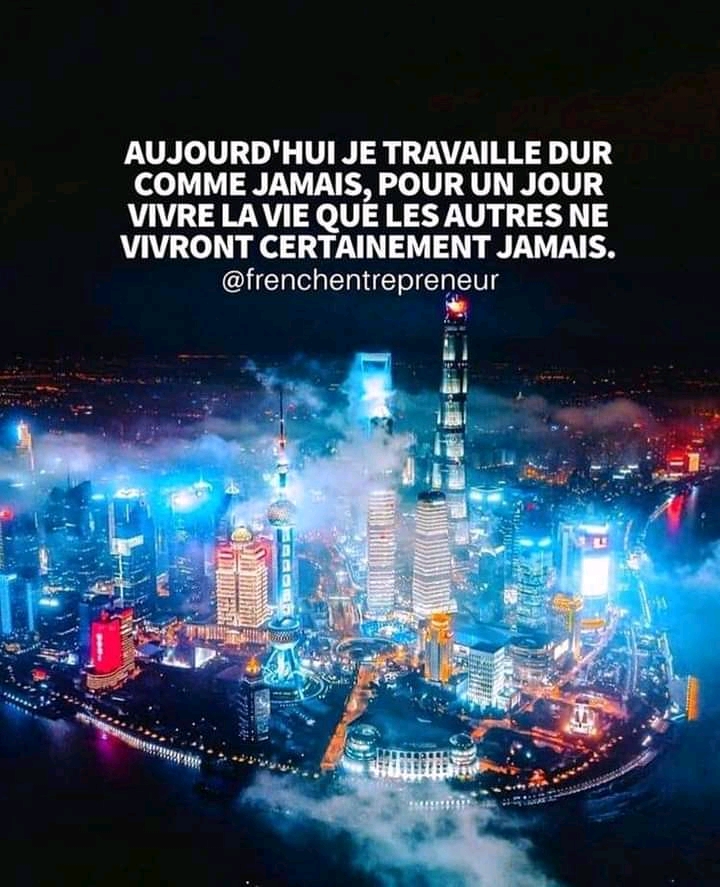 AUJOURD'HUI JE TRAVAILLE DUR
COMME JAMAIS, POUR UN JOUR
VIVRE LA VIE QUE LES AUTRES NE
VIVRONT CERTAINEMENT JAMAIS.
@frenchentrepreneur